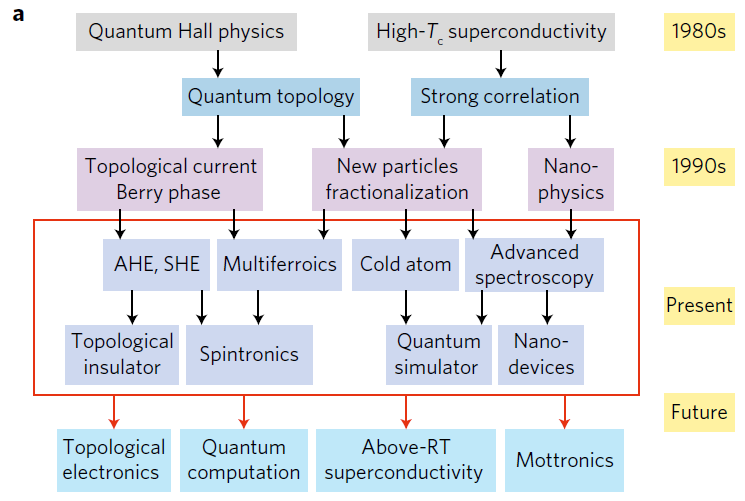 a
Quantum Hall physics
High-Tc superconductivity
1980s
Quantum topology
Strong correlation
Topological current
Berry phase
New particles
fractionalization
Nano-
physics
1990s
AHE, SHE
Multiferroics
Cold atom
Advanced
spectroscopy
Present
Topological
insulator
Spintronics
Quantum
simulator
Nano-
devices
Future
Topological
electronics
Quantum
computation
Above-RT
superconductivity
Mottronics